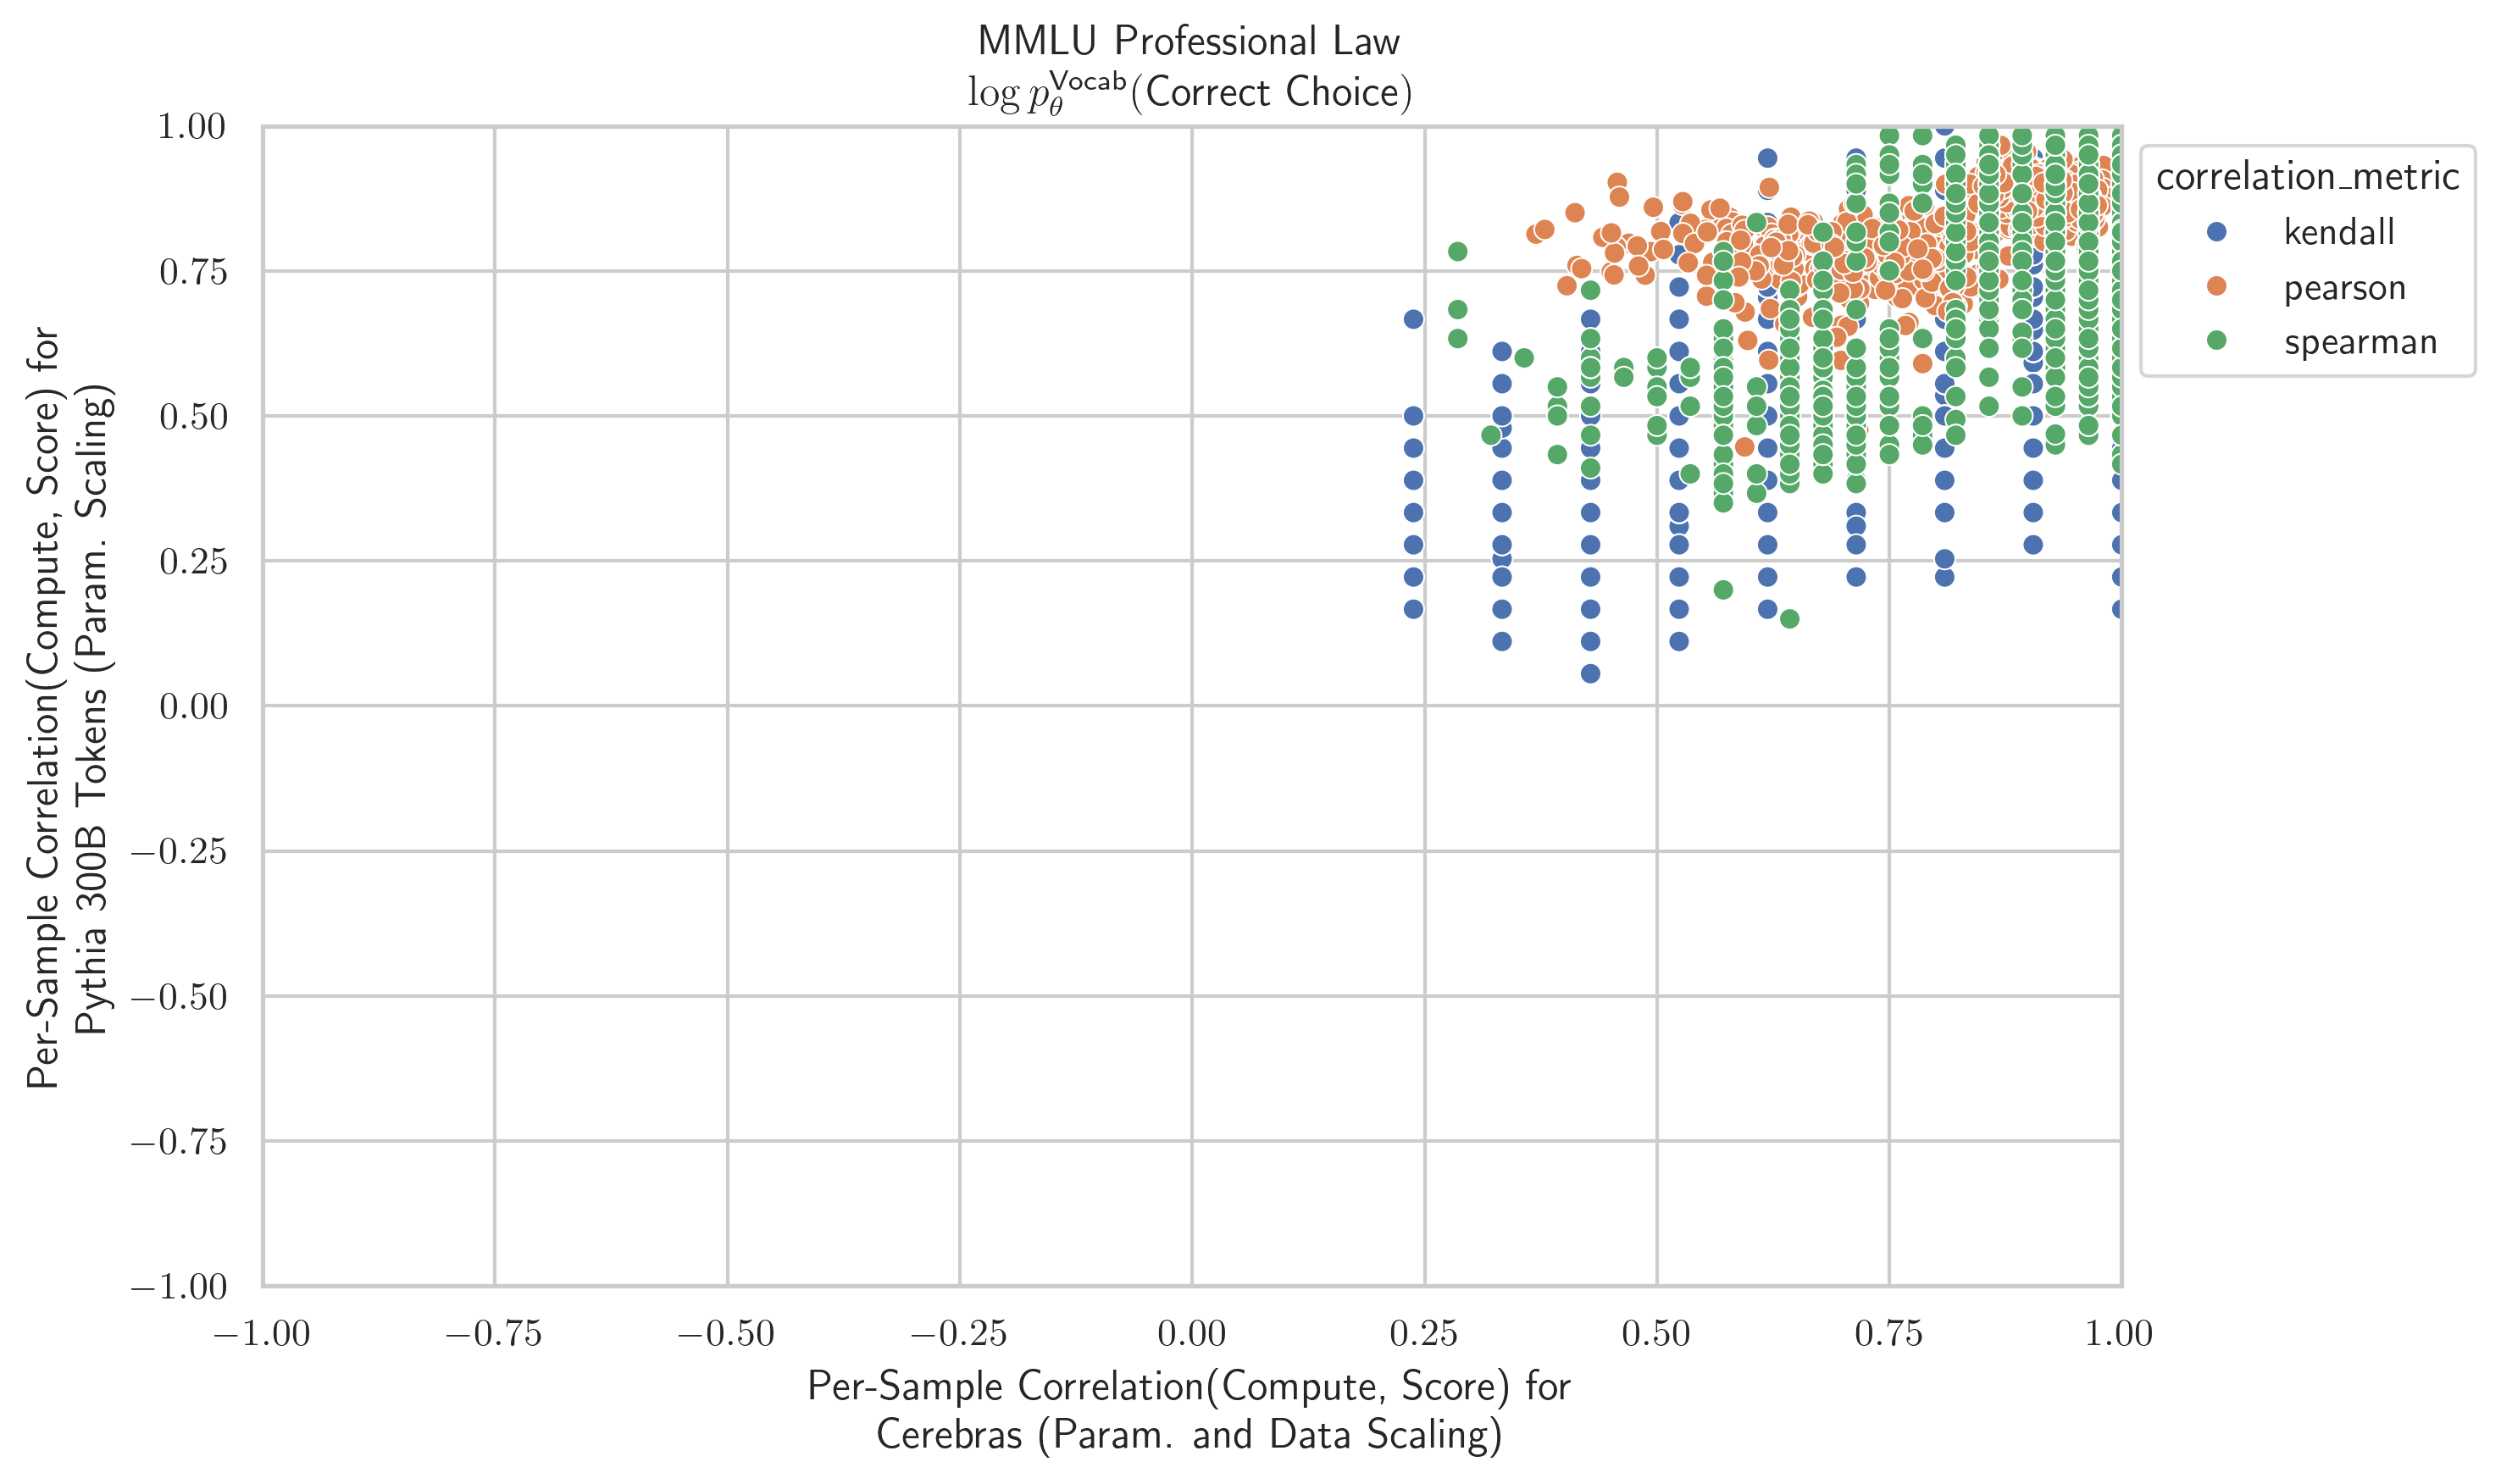 MMLU Professional Law
log p_θ^Vocab(Correct Choice)
Per-Sample Correlation(Compute, Score) for
Pythia 300B Tokens (Param. Scaling)
1.00
0.75
0.50
0.25
0.00
−0.25
−0.50
−0.75
−1.00
−1.00 −0.75 −0.50 −0.25 0.00 0.25 0.50 0.75 1.00
Per-Sample Correlation(Compute, Score) for
Cerebras (Param. and Data Scaling)
correlation_metric
kendall
pearson
spearman